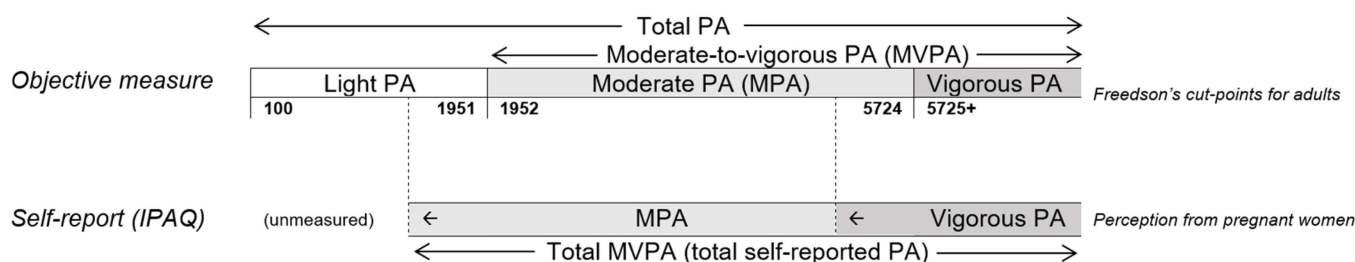 Total PA
Moderate-to-vigorous PA (MVPA)
Objective measure
Light PA
Moderate PA (MPA)
Vigorous PA
100
1951
1952
5724
5725+
Freedson's cut-points for adults
Self-report (IPAQ)
(unmeasured)
MPA
Vigorous PA
Perception from pregnant women
Total MVPA (total self-reported PA)